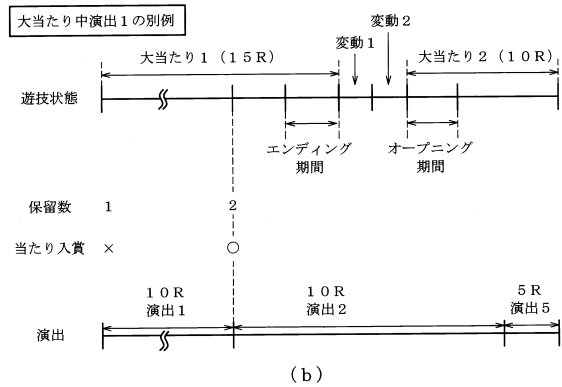 大当たり中演出１の別例
変動２
変動１
大当たり１（１５Ｒ）
大当たり２（１０Ｒ）
遊技状態
エンディング
期間
オープニング
期間
保留数 １ ２
当たり入賞 × ○
１０Ｒ
演出１
１０Ｒ
演出２
５Ｒ
演出５
演出
（ｂ）